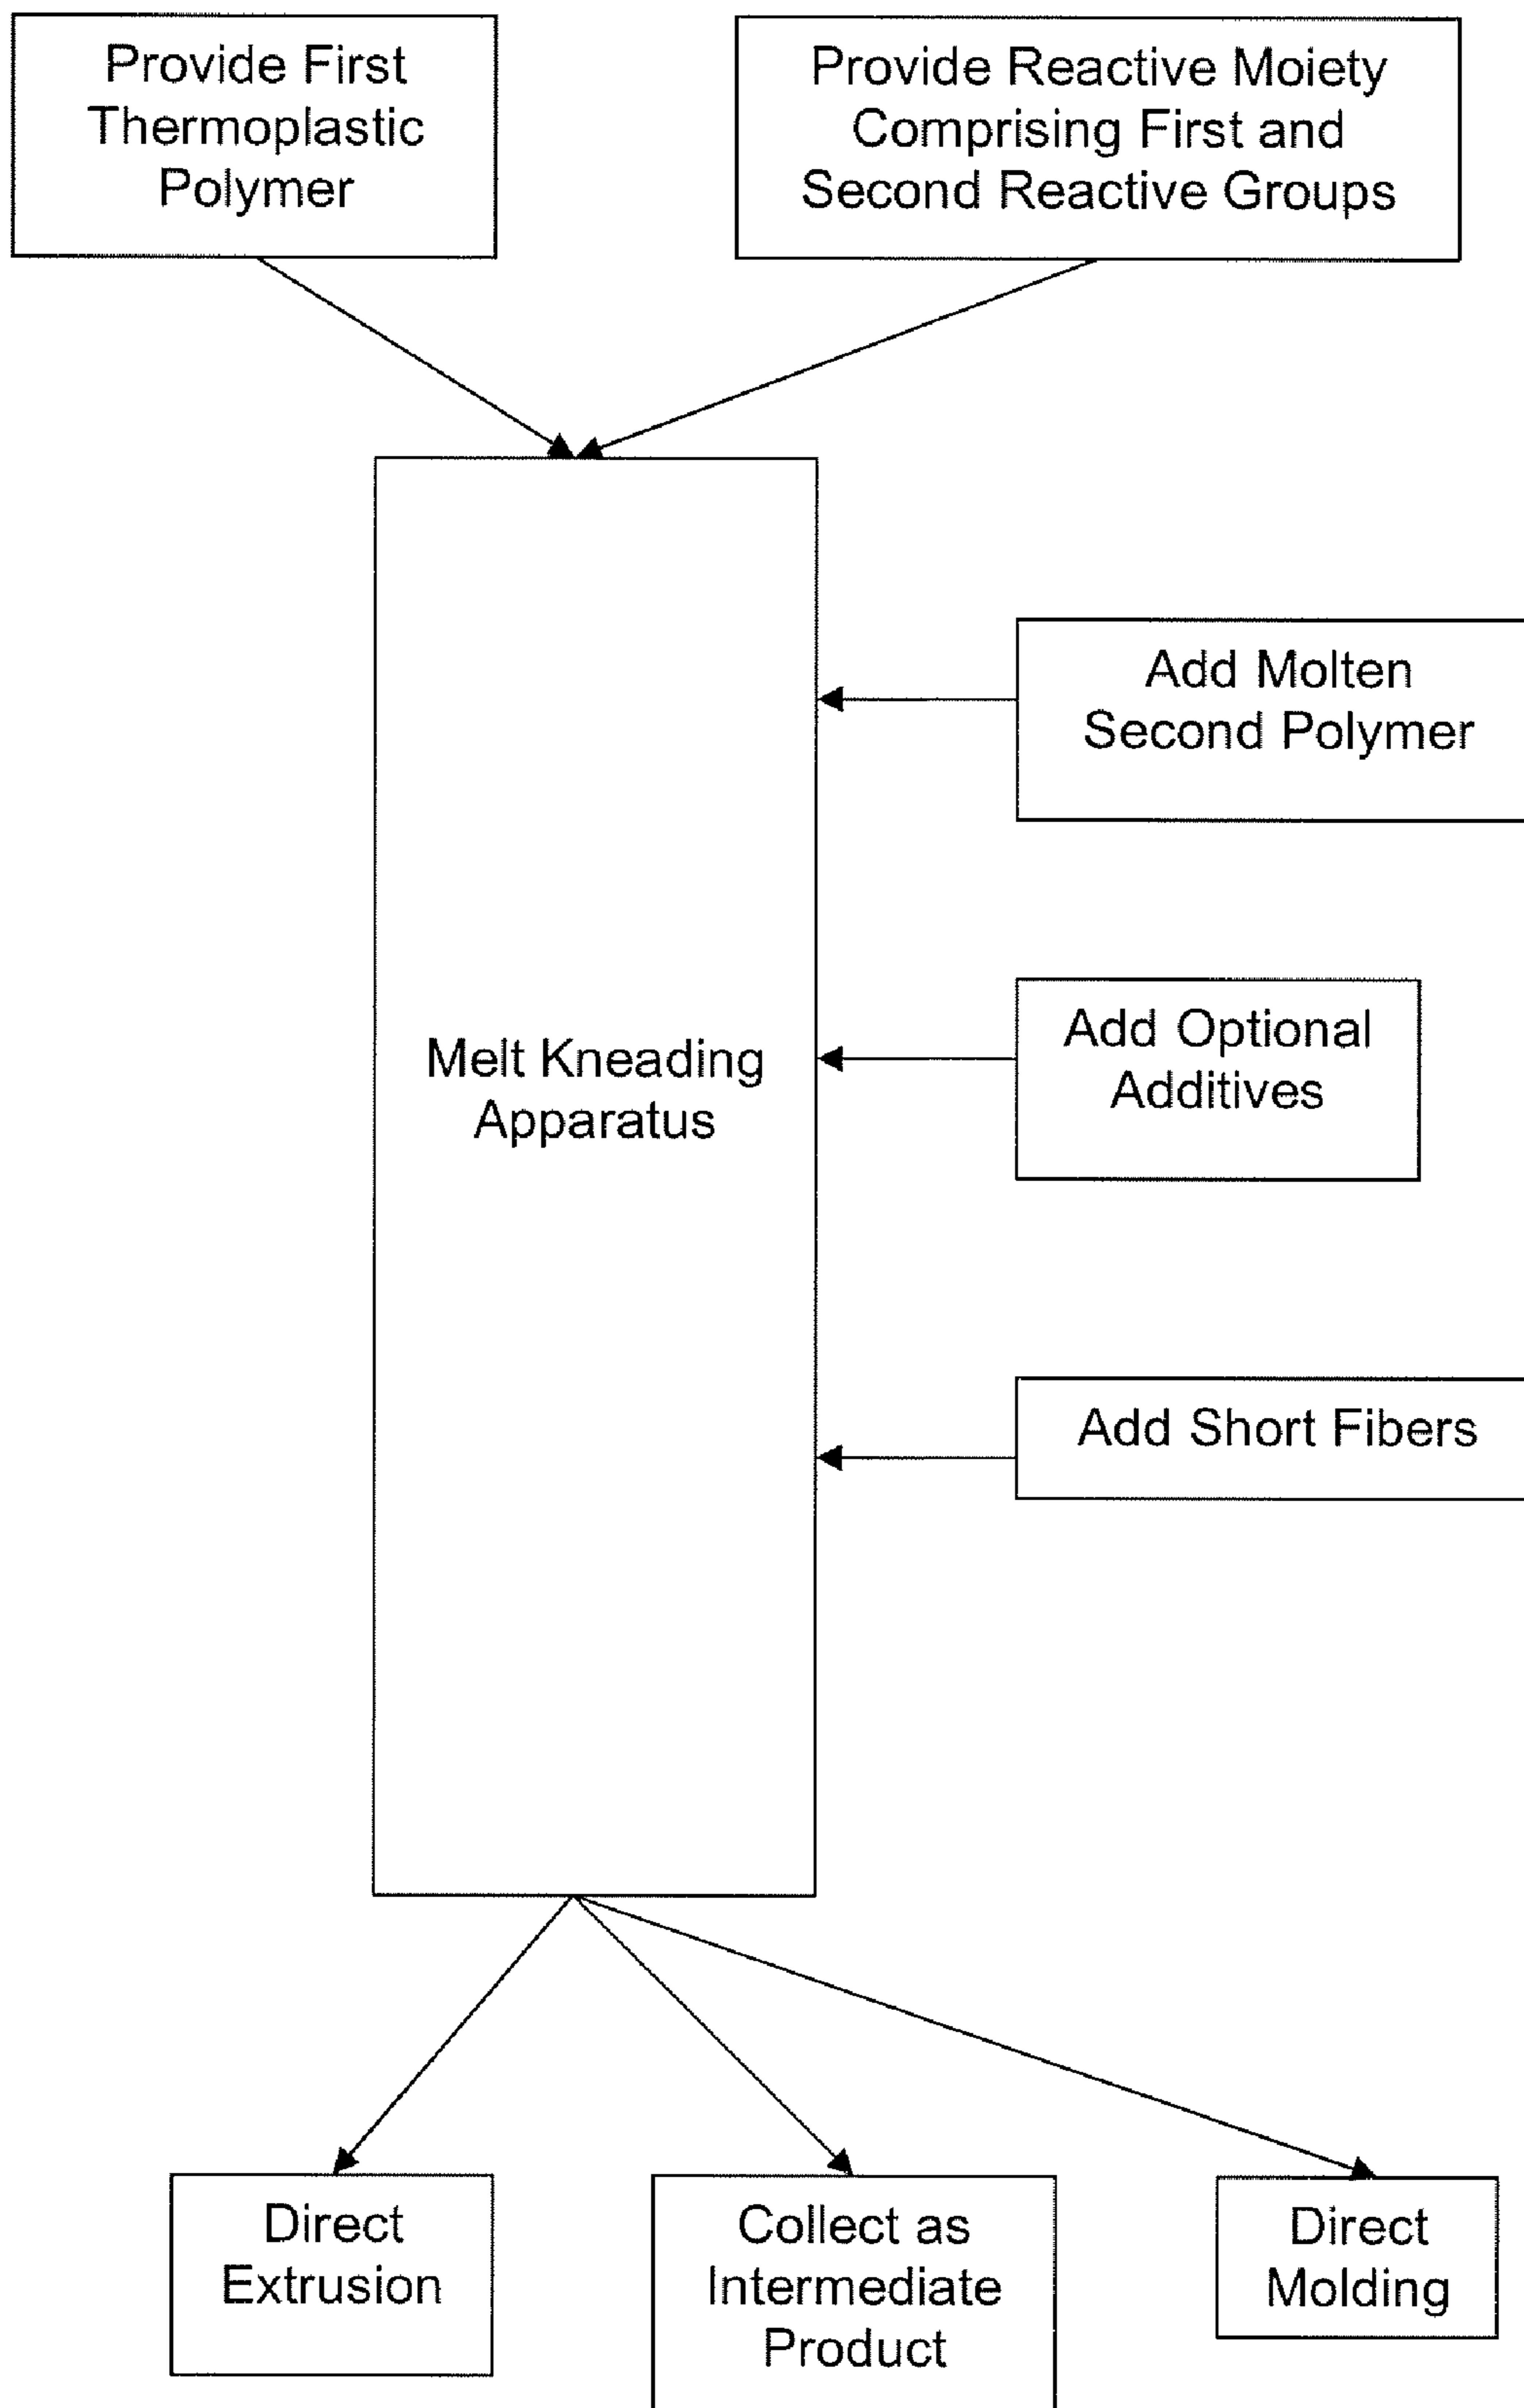 Provide First
Thermoplastic
Polymer
Provide Reactive Moiety
Comprising First and
Second Reactive Groups
Add Molten
Second Polymer
Melt Kneading
Apparatus
Add Optional
Additives
Add Short Fibers
Direct
Extrusion
Collect as
Intermediate
Product
Direct
Molding